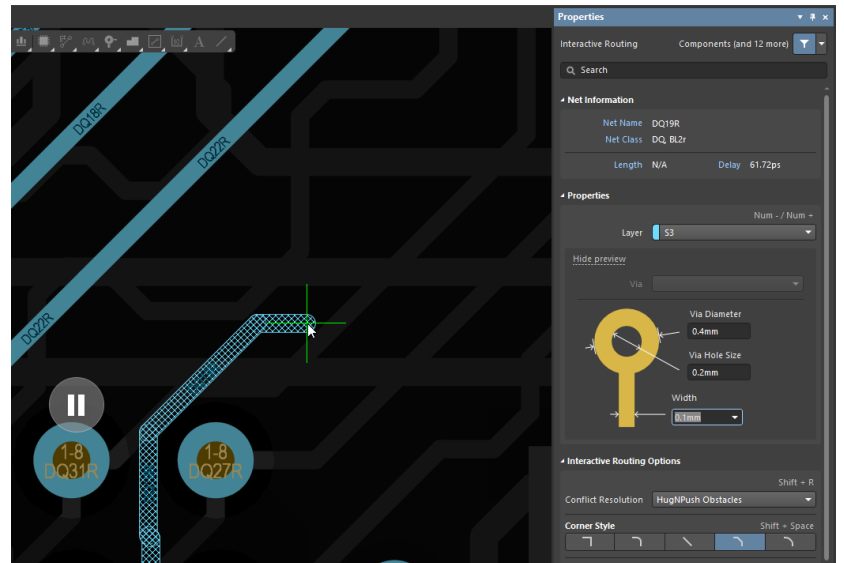 Properties
Interactive Routing Components (and 12 more)
Search
Net Information
Net Name DQ19R
Net Class DQ, BL2r
Length N/A Delay 61.72ps
Properties
Num - / Num +
Layer S3
Hide preview
Via
Via Diameter
0.4mm
Via Hole Size
0.2mm
Width
0.1mm
Interactive Routing Options
Shift + R
Conflict Resolution HugNPush Obstacles
Corner Style Shift + Space
A
DQ18R
DQ22R
DQ22R
1-8
DQ31R
1-8
DQ27R